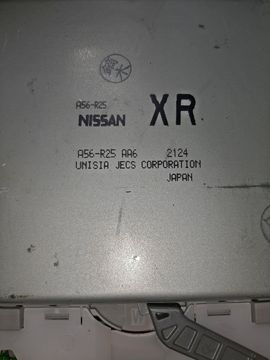 A56-R25
NISSAN XR
A56-R25 AA6 2124
UNISIA JECS CORPORATION
JAPAN